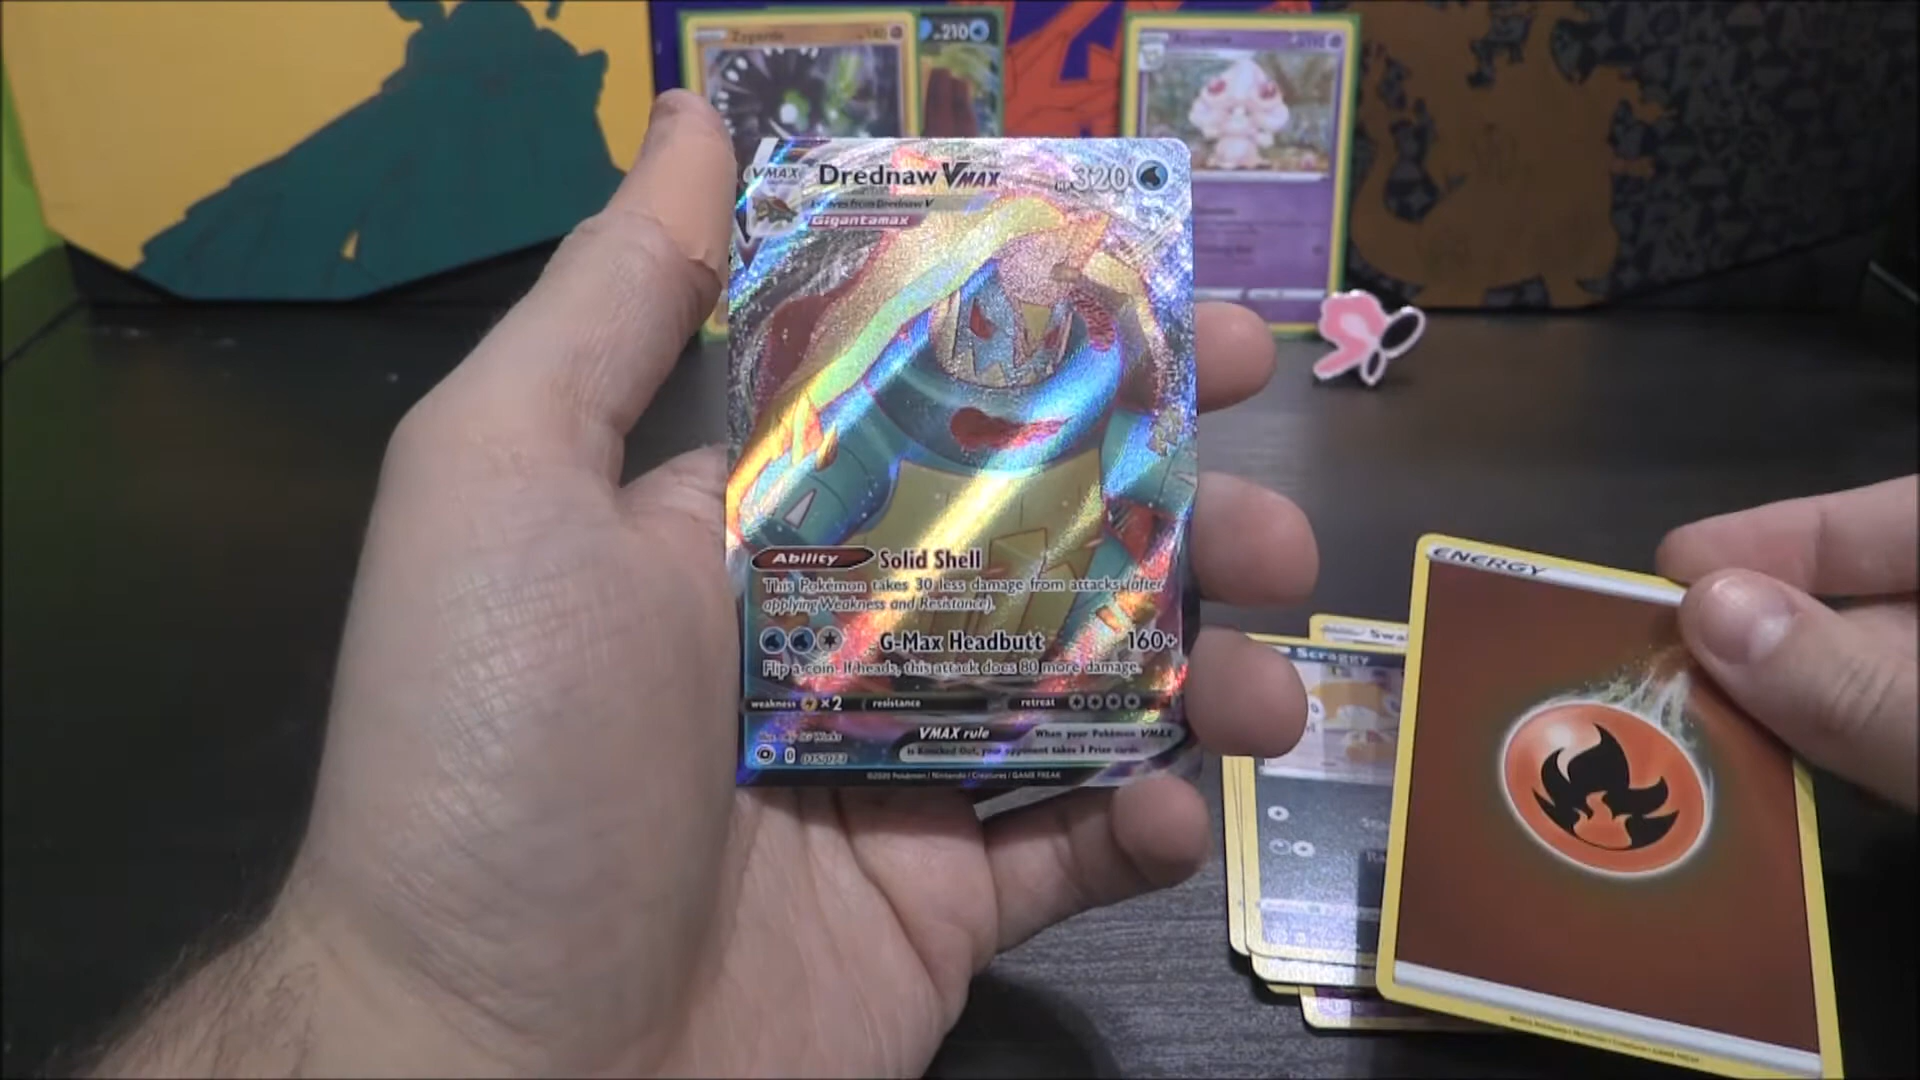 Zygarde 140
210
VMAX Drednaw VMAX HP 320
Evolves from Drednaw V
Gigantamax
Ability Solid Shell
This Pokémon takes 30 less damage from attacks (after
applying Weakness and Resistance).
G-Max Headbutt 160+
Flip a coin. If heads, this attack does 80 more damage.
weakness ×2 resistance retreat
VMAX rule When your Pokémon VMAX
is Knocked Out, your opponent takes 3 Prize cards.
D 015/073
©2020 Pokémon / Nintendo / Creatures / GAME FREAK
Scraggy
ENERGY